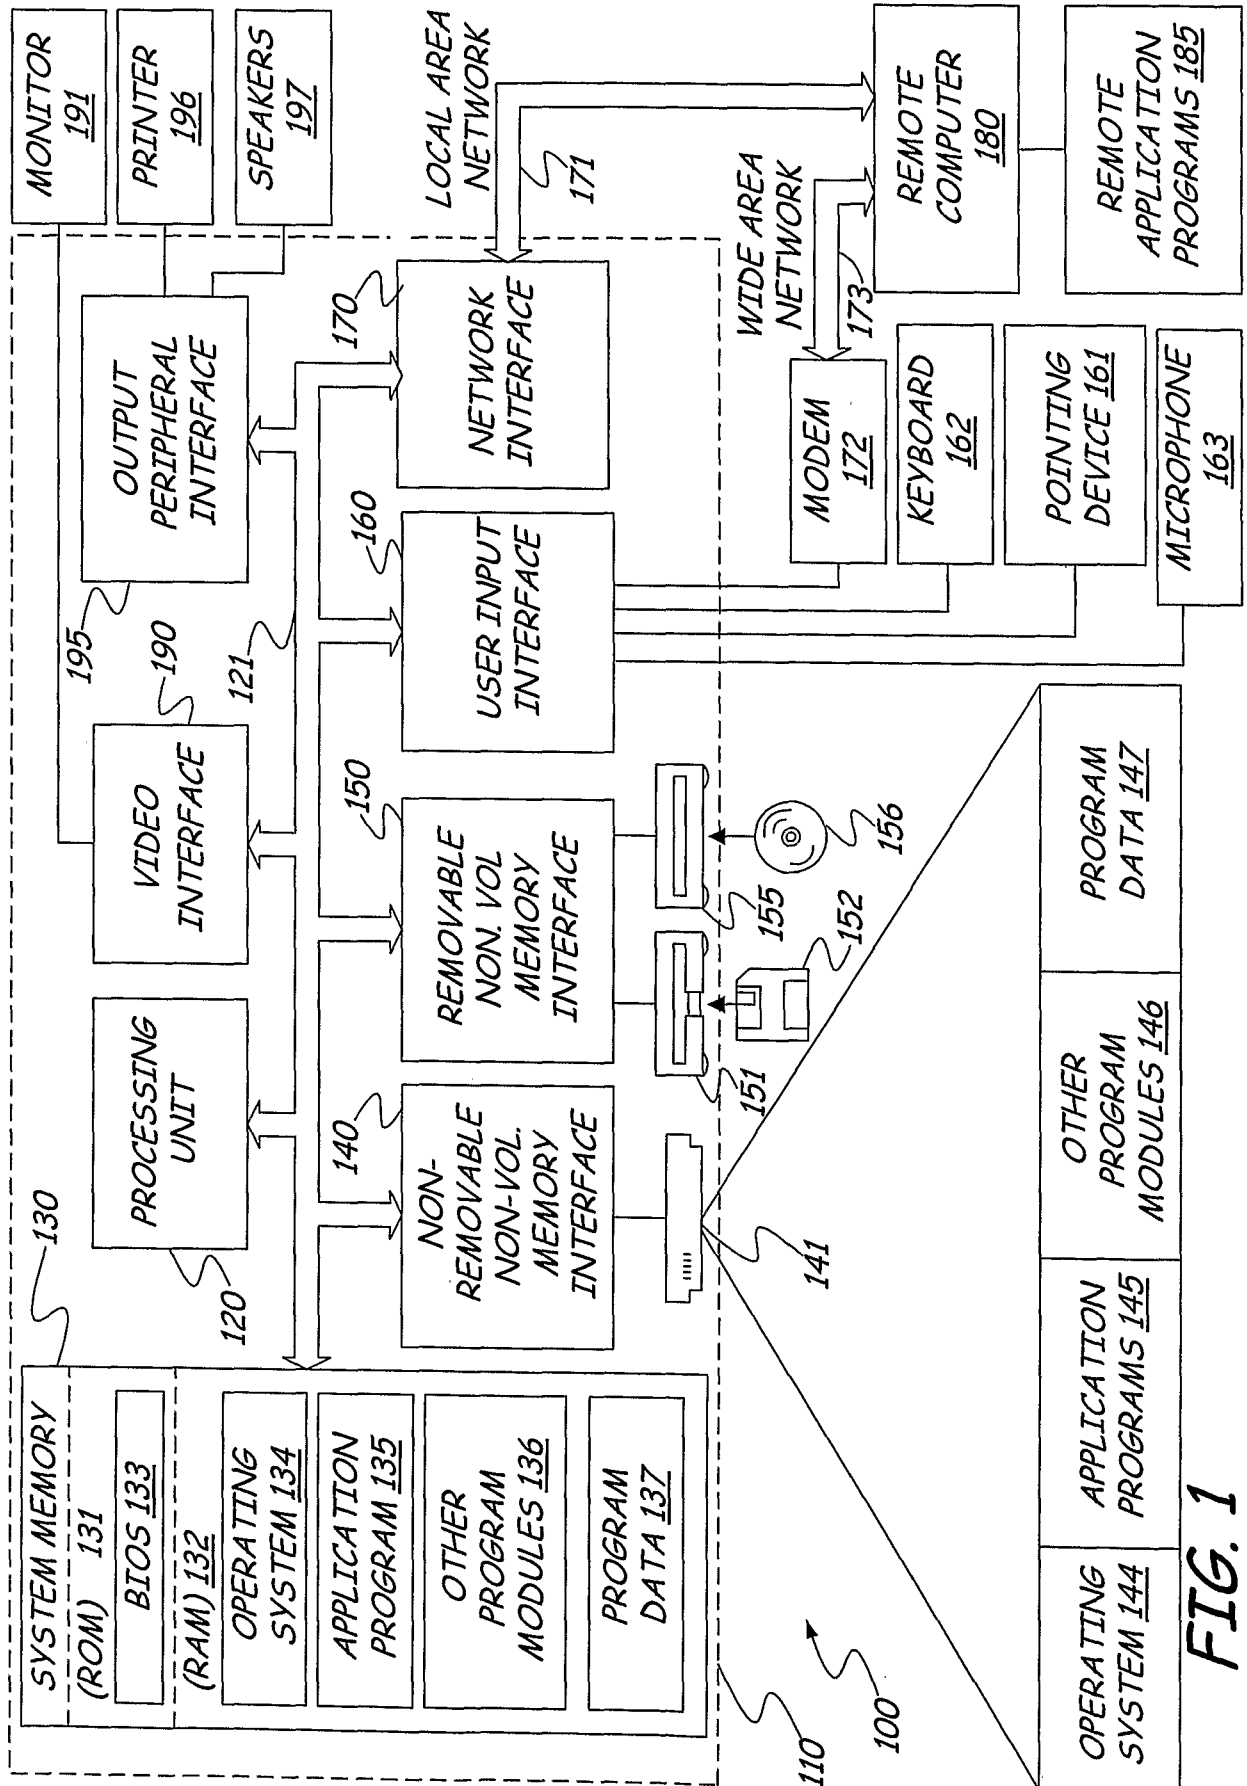 SYSTEM MEMORY
(ROM) 131
BIOS 133
(RAM) 132
OPERATING
SYSTEM 134
APPLICATION
PROGRAM 135
OTHER
PROGRAM
MODULES 136
PROGRAM
DATA 137
130
PROCESSING
UNIT
120
VIDEO
INTERFACE
190
OUTPUT
PERIPHERAL
INTERFACE
195
121
MONITOR
191
PRINTER
196
SPEAKERS
197
NON-
REMOVABLE
NON-VOL.
MEMORY
INTERFACE
140
REMOVABLE
NON. VOL
MEMORY
INTERFACE
150
USER INPUT
INTERFACE
160
NETWORK
INTERFACE
170
LOCAL AREA
NETWORK
171
WIDE AREA
NETWORK
173
141
151
152
155
156
MODEM
172
KEYBOARD
162
POINTING
DEVICE 161
MICROPHONE
163
REMOTE
COMPUTER
180
REMOTE
APPLICATION
PROGRAMS 185
110
100
OPERATING
SYSTEM 144
APPLICATION
PROGRAMS 145
OTHER
PROGRAM
MODULES 146
PROGRAM
DATA 147
FIG. 1